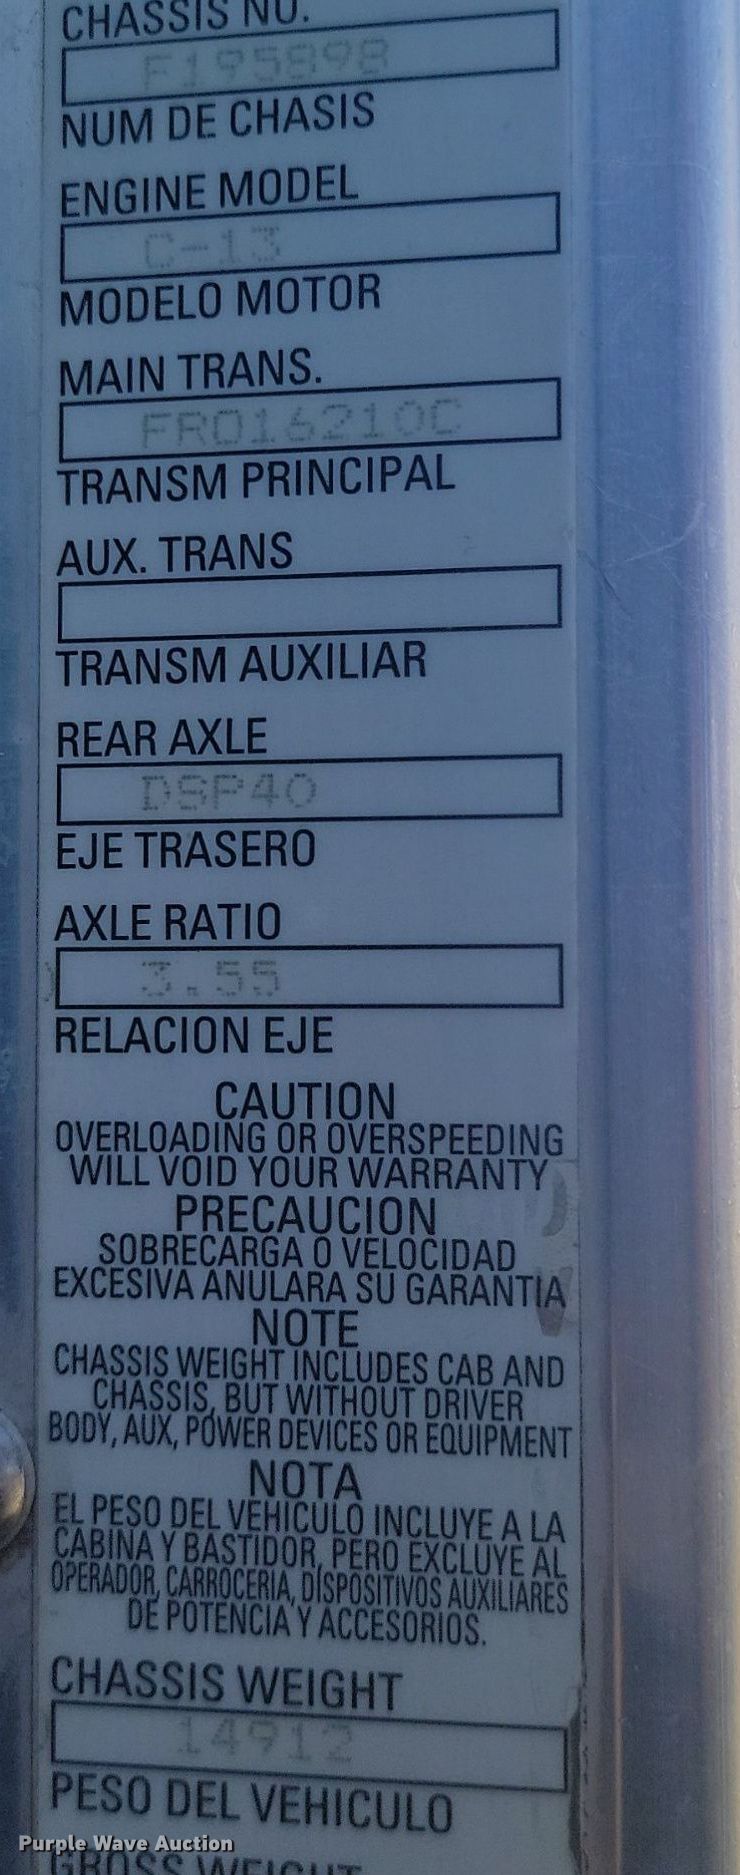 CHASSIS NO.
F195898
NUM DE CHASIS
ENGINE MODEL
C-13
MODELO MOTOR
MAIN TRANS.
FRO16210C
TRANSM PRINCIPAL
AUX. TRANS
TRANSM AUXILIAR
REAR AXLE
DSP40
EJE TRASERO
AXLE RATIO
3.55
RELACION EJE
CAUTION
OVERLOADING OR OVERSPEEDING
WILL VOID YOUR WARRANTY
PRECAUCION
SOBRECARGA O VELOCIDAD
EXCESIVA ANULARA SU GARANTIA
NOTE
CHASSIS WEIGHT INCLUDES CAB AND
CHASSIS, BUT WITHOUT DRIVER
BODY, AUX, POWER DEVICES OR EQUIPMENT
NOTA
EL PESO DEL VEHICULO INCLUYE A LA
CABINA Y BASTIDOR, PERO EXCLUYE AL
OPERADOR, CARROCERIA, DISPOSITIVOS AUXILIARES
DE POTENCIA Y ACCESORIOS.
CHASSIS WEIGHT
14912
PESO DEL VEHICULO
Purple Wave Auction
GROSS WEIGHT